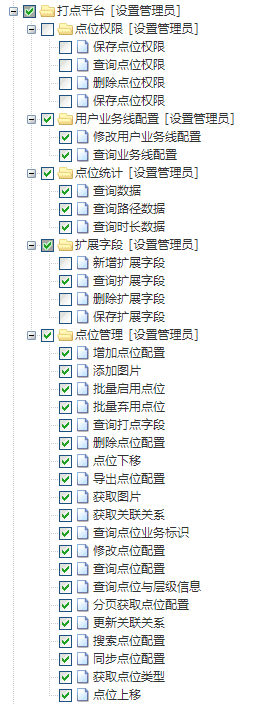 打点平台 [设置管理员]
点位权限 [设置管理员]
保存点位权限
查询点位权限
删除点位权限
保存点位权限
用户业务线配置 [设置管理员]
修改用户业务线配置
查询业务线配置
点位统计 [设置管理员]
查询数据
查询路径数据
查询时长数据
扩展字段 [设置管理员]
新增扩展字段
查询扩展字段
删除扩展字段
保存扩展字段
点位管理 [设置管理员]
增加点位配置
添加图片
批量启用点位
批量弃用点位
查询打点字段
删除点位配置
点位下移
导出点位配置
获取图片
获取关联关系
查询点位业务标识
修改点位配置
查询点位配置
查询点位与层级信息
分页获取点位配置
更新关联关系
搜索点位配置
同步点位配置
获取点位类型
点位上移